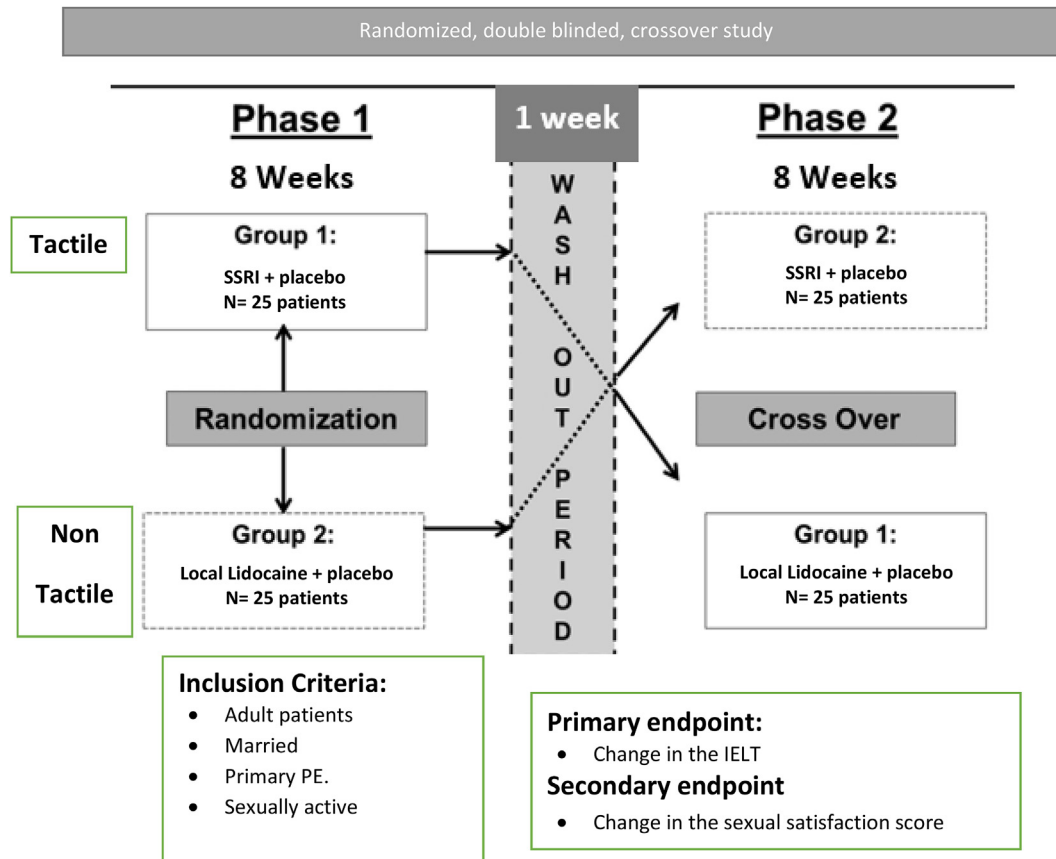 Randomized, double blinded, crossover study
Phase 1
8 Weeks
1 week
Phase 2
8 Weeks
Tactile
Group 1:
SSRI + placebo
N= 25 patients
WASH OUT PERIOD
Group 2:
SSRI + placebo
N= 25 patients
Randomization
Cross Over
Non
Tactile
Group 2:
Local Lidocaine + placebo
N= 25 patients
Group 1:
Local Lidocaine + placebo
N= 25 patients
Inclusion Criteria:
• Adult patients
• Married
• Primary PE.
• Sexually active
Primary endpoint:
• Change in the IELT
Secondary endpoint
• Change in the sexual satisfaction score